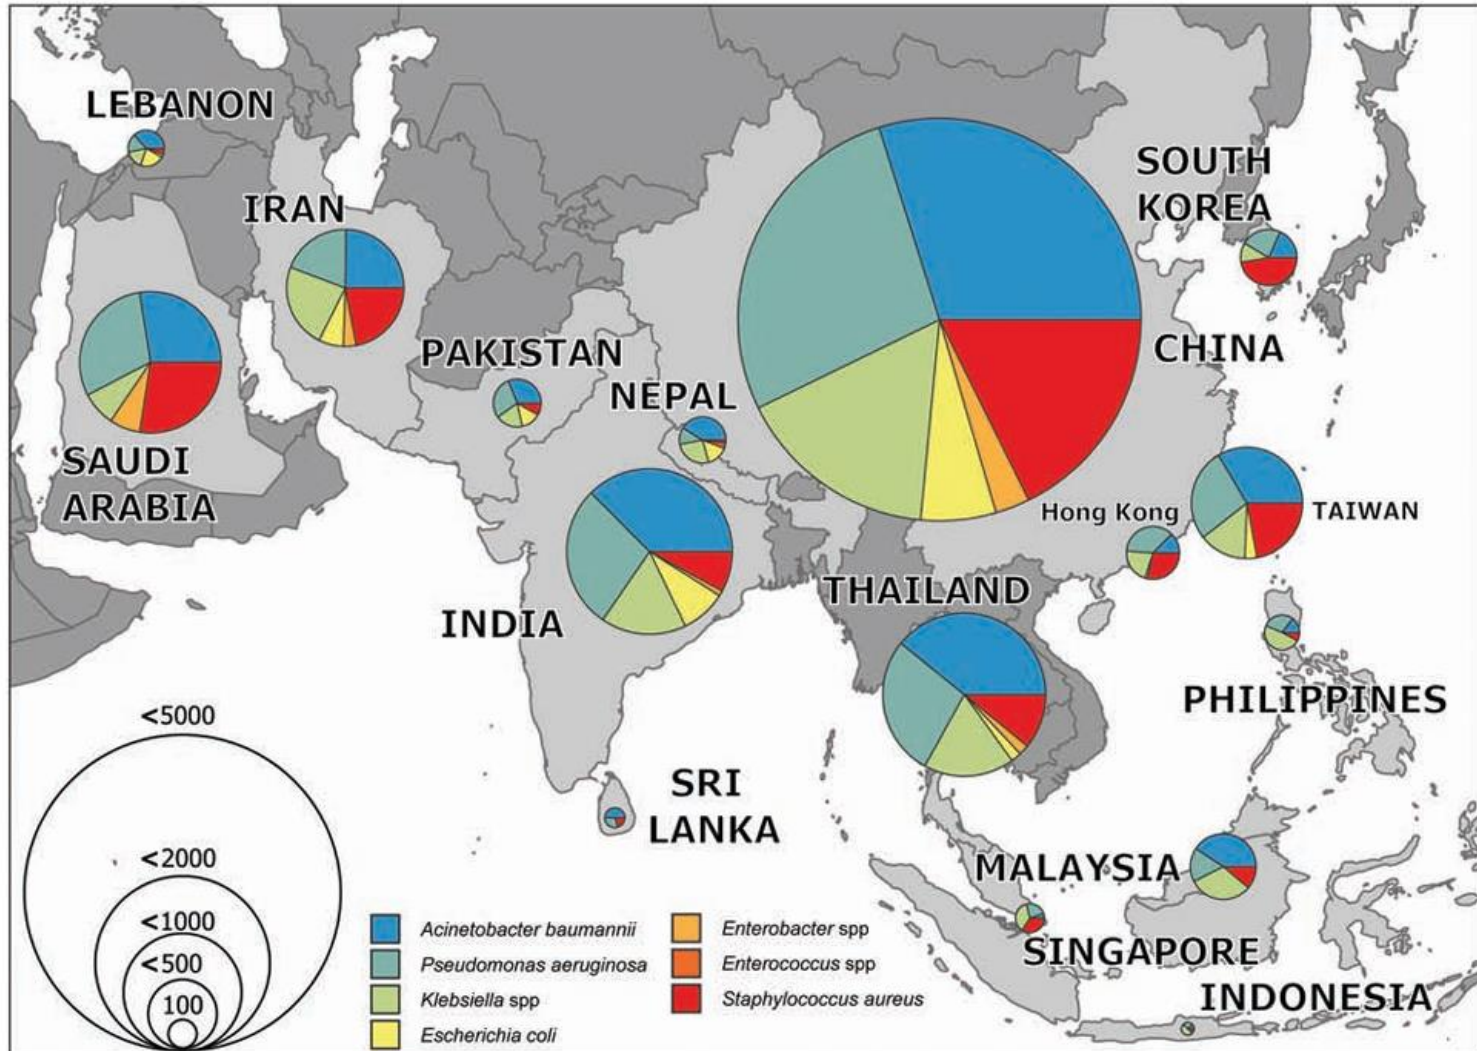 LEBANON
IRAN
SOUTH
KOREA
PAKISTAN
NEPAL
CHINA
SAUDI
ARABIA
Hong Kong
TAIWAN
INDIA
THAILAND
PHILIPPINES
SRI
LANKA
MALAYSIA
SINGAPORE
INDONESIA
<5000
<2000
<1000
<500
100
Acinetobacter baumannii
Pseudomonas aeruginosa
Klebsiella spp
Escherichia coli
Enterobacter spp
Enterococcus spp
Staphylococcus aureus